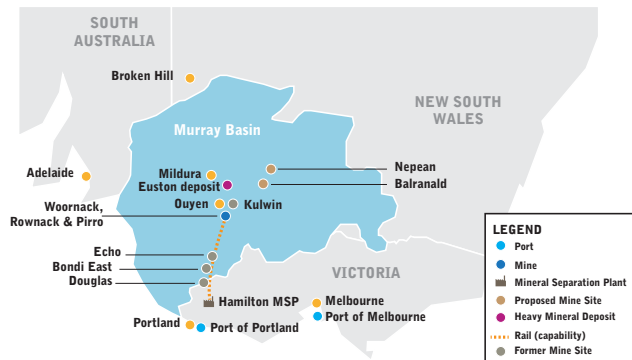 SOUTH
AUSTRALIA
Broken Hill
NEW SOUTH
WALES
Murray Basin
Adelaide
Mildura
Euston deposit
Nepean
Balranald
Woornack,
Rownack & Pirro
Ouyen
Kulwin
Echo
Bondi East
Douglas
VICTORIA
Hamilton MSP
Melbourne
Port of Melbourne
Portland
Port of Portland
LEGEND
Port
Mine
Mineral Separation Plant
Proposed Mine Site
Heavy Mineral Deposit
Rail (capability)
Former Mine Site